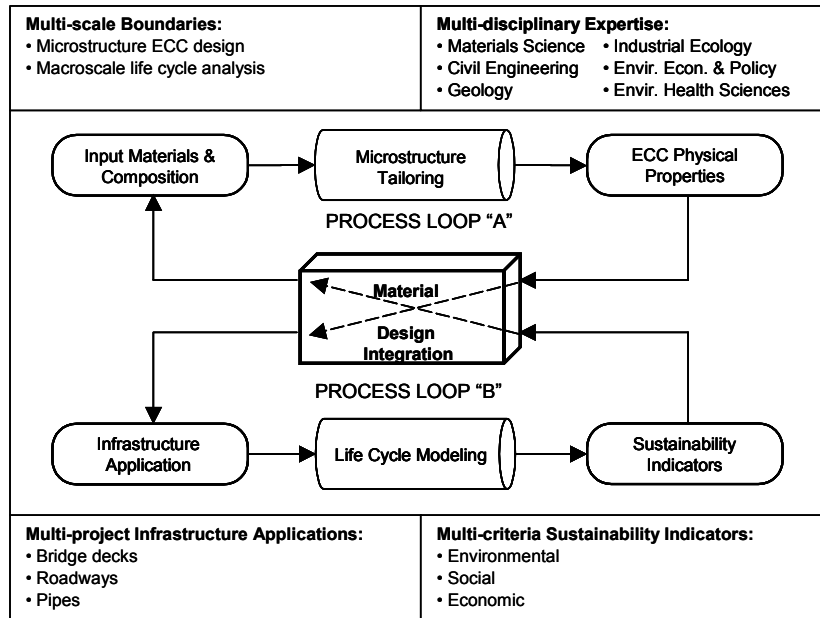 Multi-scale Boundaries:
• Microstructure ECC design
• Macroscale life cycle analysis
Multi-disciplinary Expertise:
• Materials Science • Industrial Ecology
• Civil Engineering • Envir. Econ. & Policy
• Geology • Envir. Health Sciences
Input Materials &
Composition
Microstructure
Tailoring
ECC Physical
Properties
PROCESS LOOP “A”
Material
Design
Integration
PROCESS LOOP “B”
Infrastructure
Application
Life Cycle Modeling
Sustainability
Indicators
Multi-project Infrastructure Applications:
• Bridge decks
• Roadways
• Pipes
Multi-criteria Sustainability Indicators:
• Environmental
• Social
• Economic